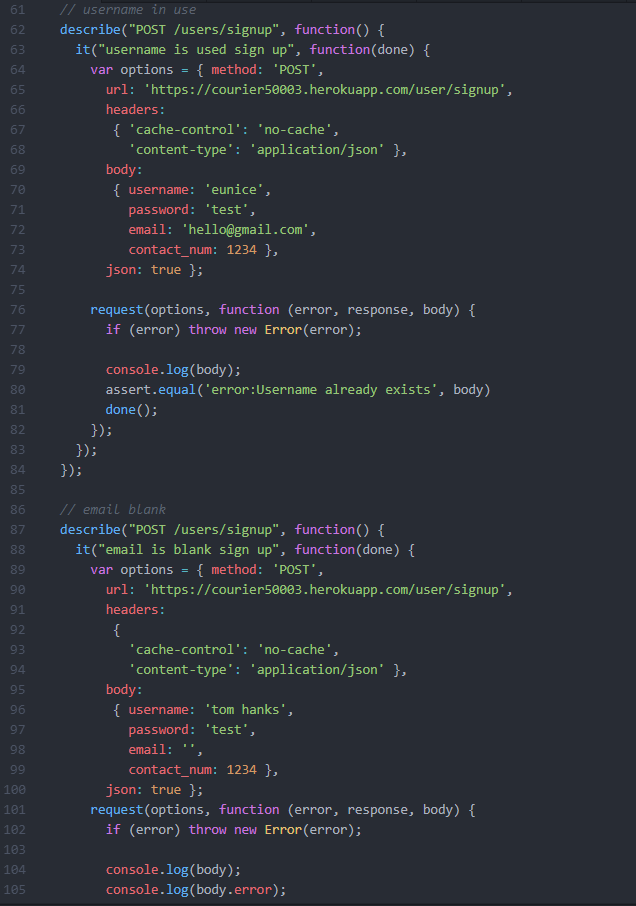 61 // username in use
62 describe("POST /users/signup", function() {
63 it("username is used sign up", function(done) {
64 var options = { method: 'POST',
65 url: 'https://courier50003.herokuapp.com/user/signup',
66 headers:
67 { 'cache-control': 'no-cache',
68 'content-type': 'application/json' },
69 body:
70 { username: 'eunice',
71 password: 'test',
72 email: 'hello@gmail.com',
73 contact_num: 1234 },
74 json: true };
75
76 request(options, function (error, response, body) {
77 if (error) throw new Error(error);
78
79 console.log(body);
80 assert.equal('error:Username already exists', body)
81 done();
82 });
83 });
84 });
85
86 // email blank
87 describe("POST /users/signup", function() {
88 it("email is blank sign up", function(done) {
89 var options = { method: 'POST',
90 url: 'https://courier50003.herokuapp.com/user/signup',
91 headers:
92 {
93 'cache-control': 'no-cache',
94 'content-type': 'application/json' },
95 body:
96 { username: 'tom hanks',
97 password: 'test',
98 email: '',
99 contact_num: 1234 },
100 json: true };
101 request(options, function (error, response, body) {
102 if (error) throw new Error(error);
103
104 console.log(body);
105 console.log(body.error);